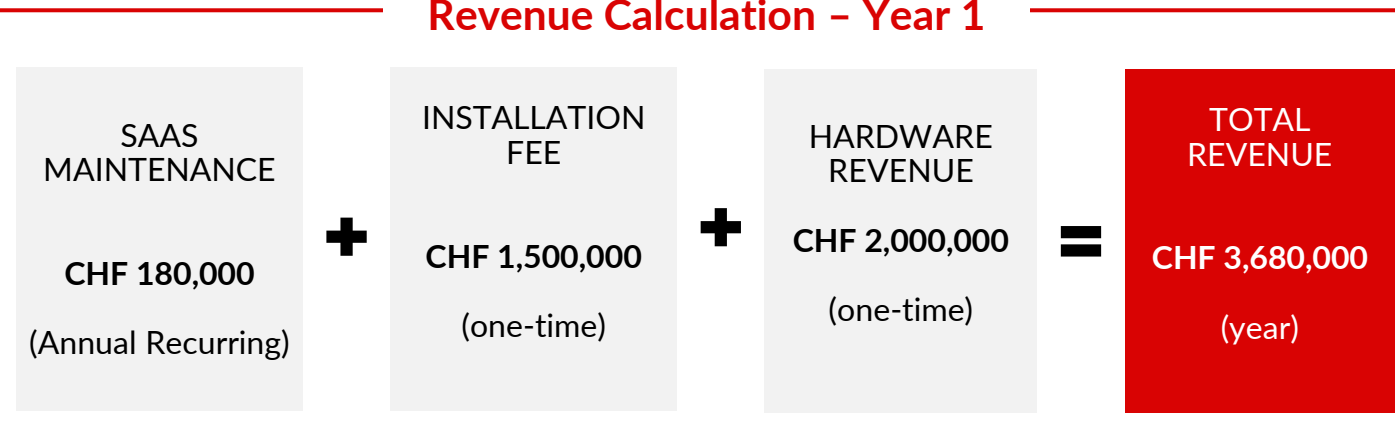 Revenue Calculation – Year 1
SAAS
MAINTENANCE
CHF 180,000
(Annual Recurring)
+
INSTALLATION
FEE
CHF 1,500,000
(one-time)
+
HARDWARE
REVENUE
CHF 2,000,000
(one-time)
=
TOTAL
REVENUE
CHF 3,680,000
(year)